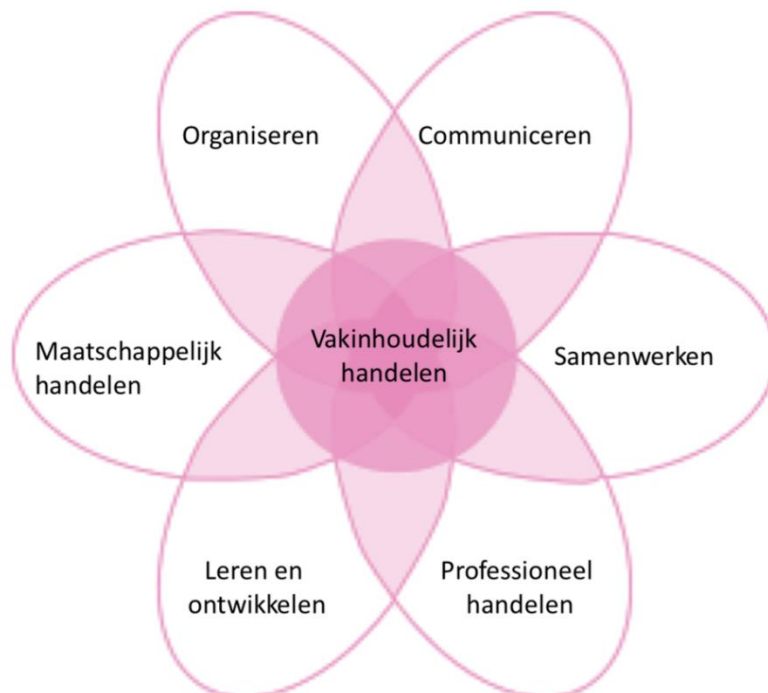 Organiseren
Communiceren
Maatschappelijk
handelen
Vakinhoudelijk
handelen
Samenwerken
Leren en
ontwikkelen
Professioneel
handelen